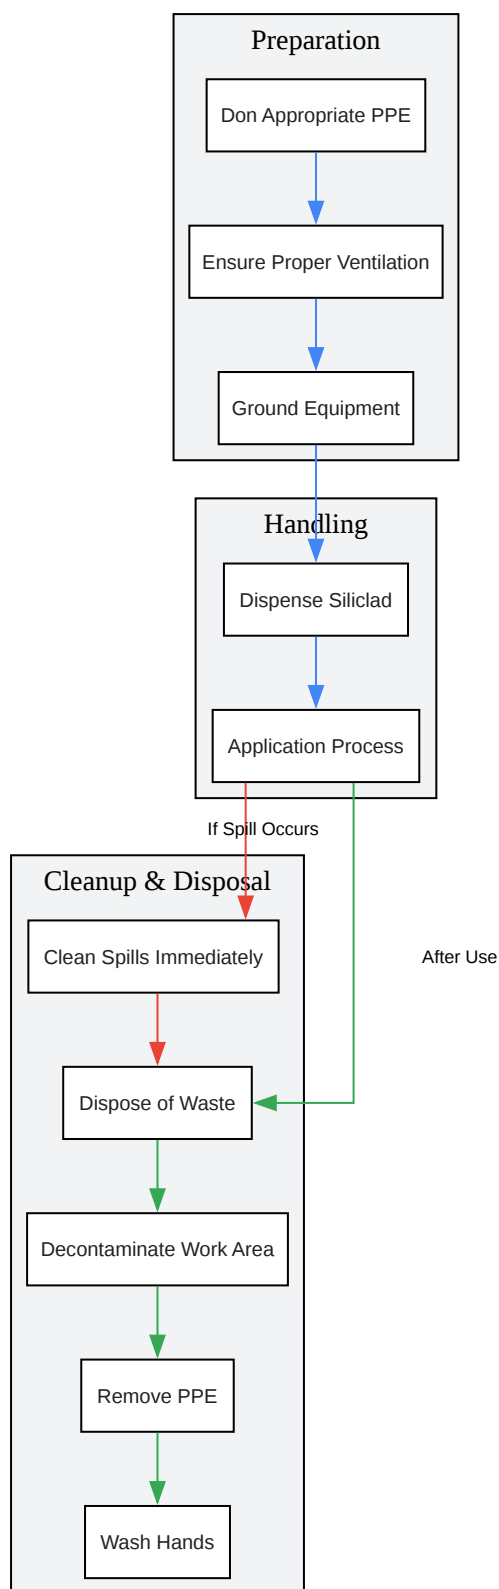 Preparation
Don Appropriate PPE
Ensure Proper Ventilation
Ground Equipment
Handling
Dispense Siliclad
Application Process
If Spill Occurs
Cleanup & Disposal
Clean Spills Immediately
After Use
Dispose of Waste
Decontaminate Work Area
Remove PPE
Wash Hands